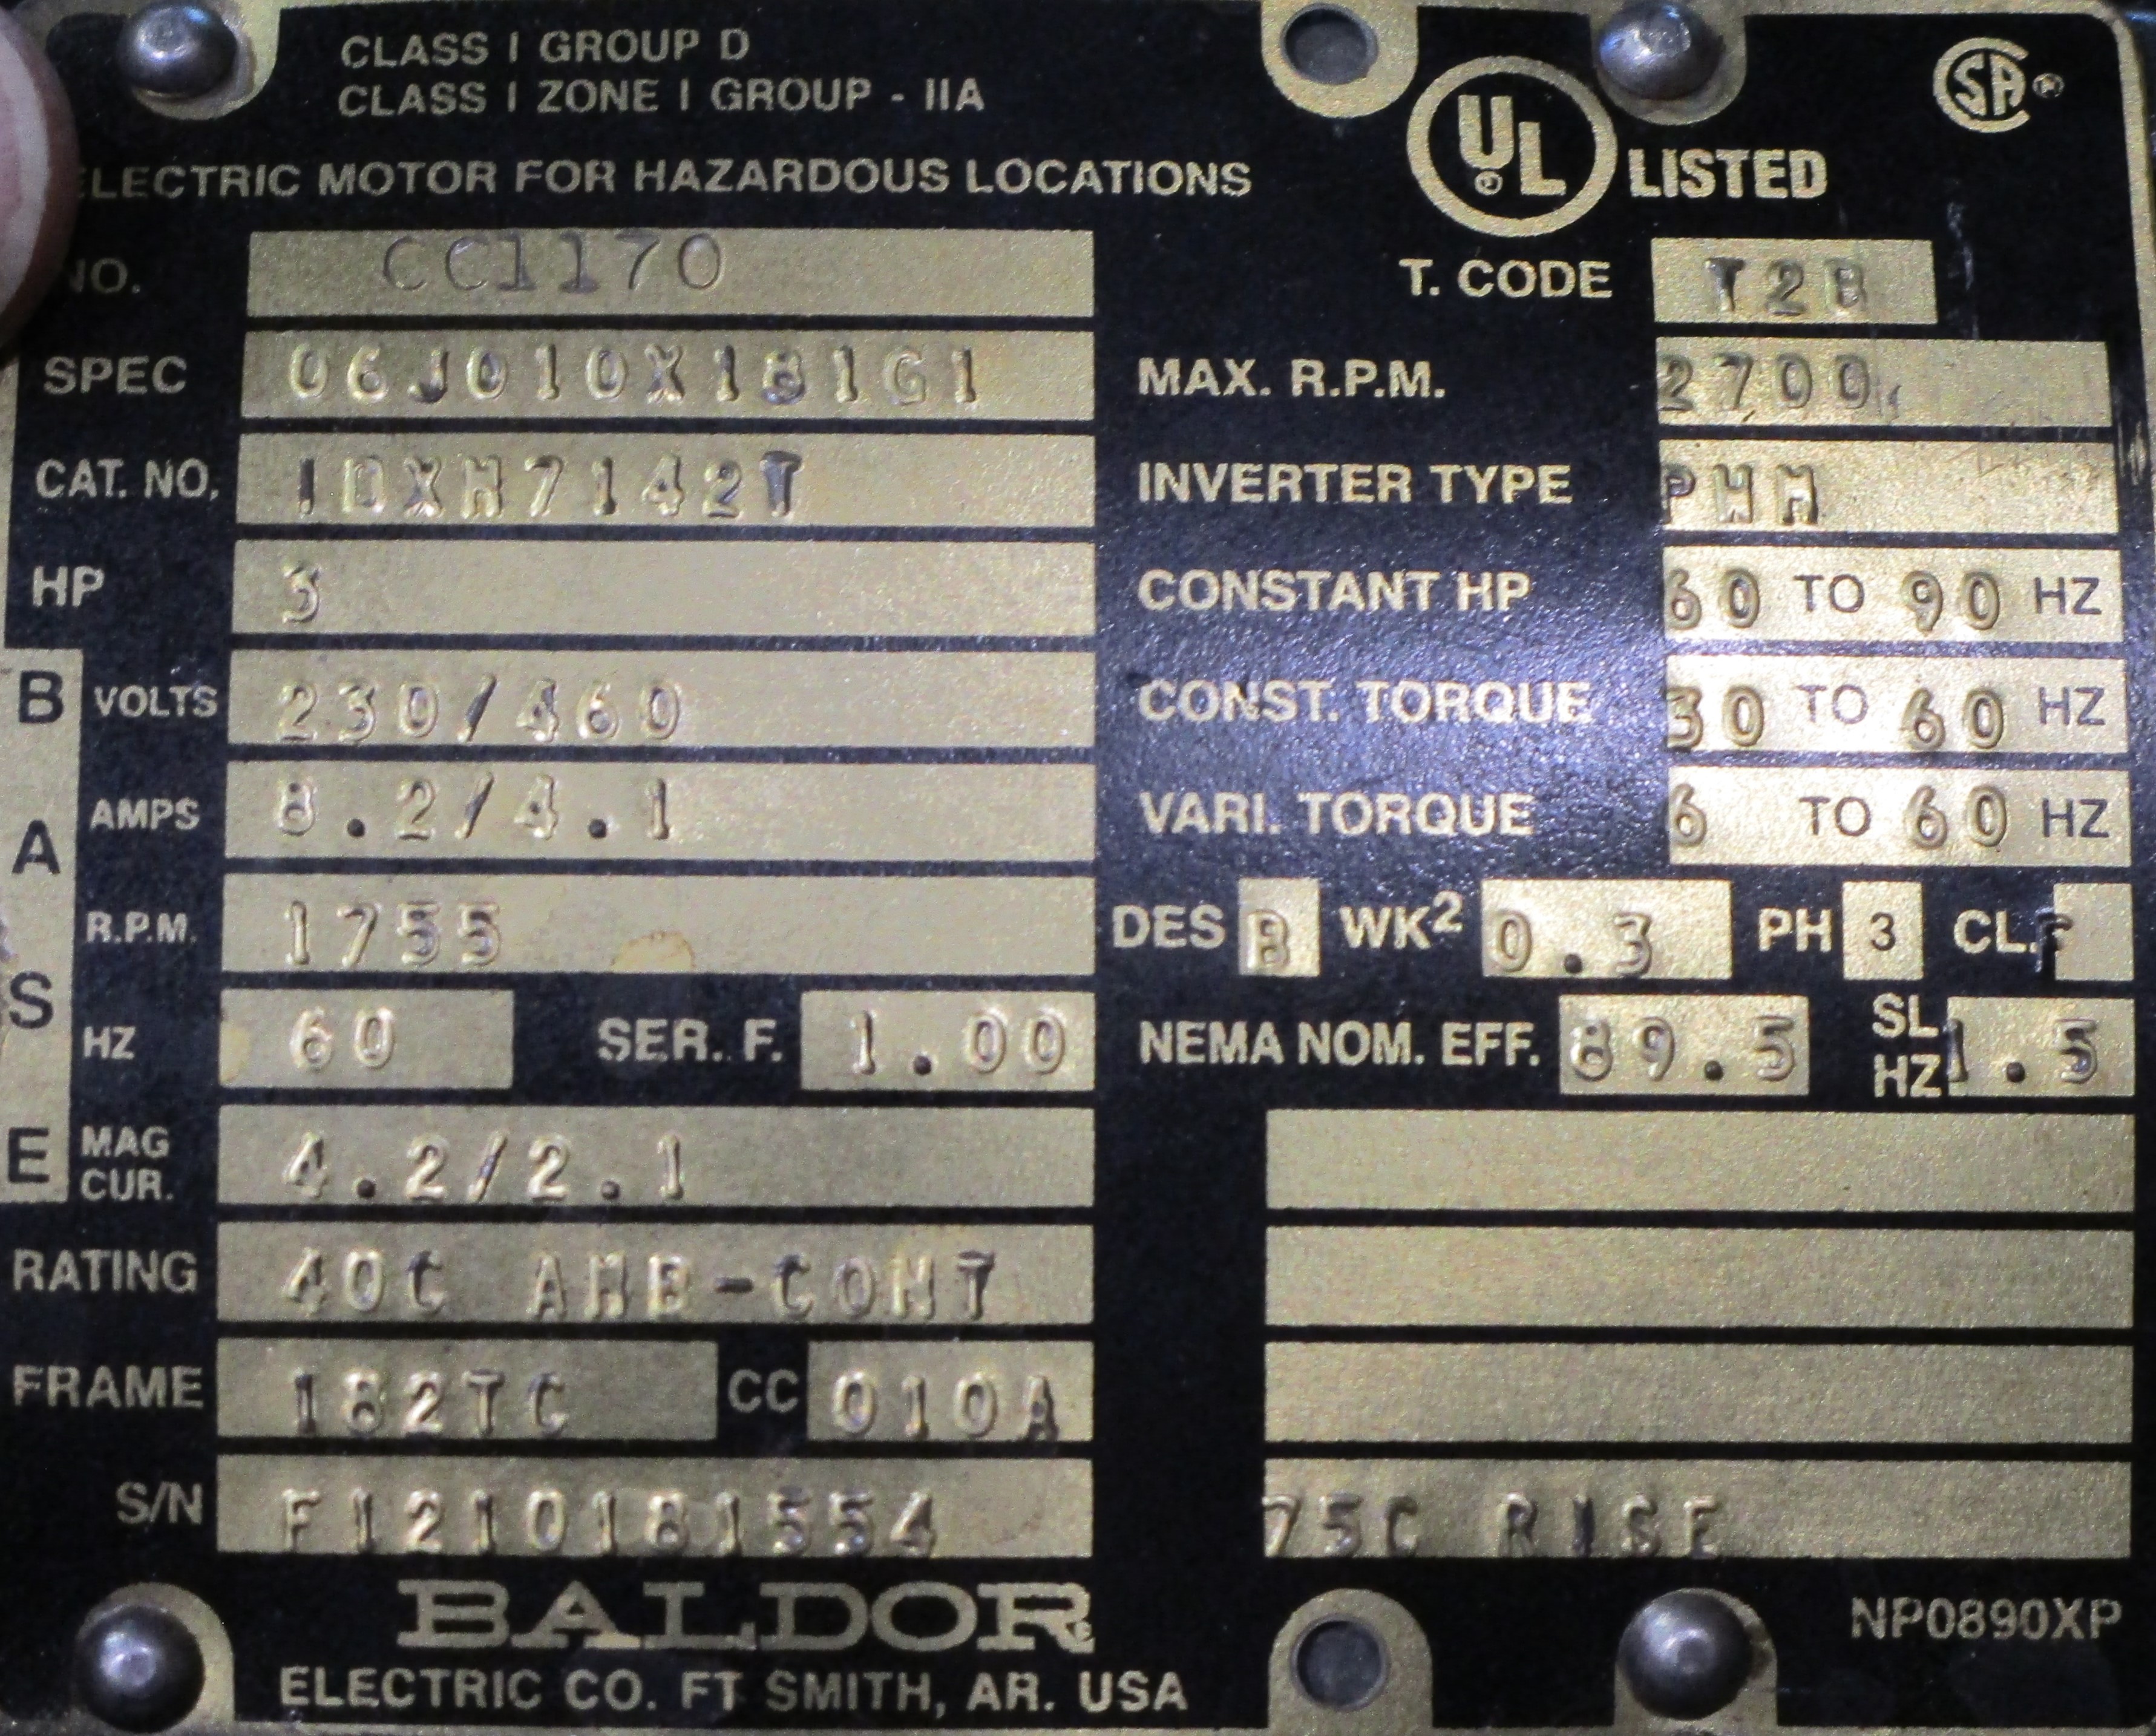 CLASS I GROUP D
CLASS I ZONE I GROUP - IIA
ELECTRIC MOTOR FOR HAZARDOUS LOCATIONS
UL LISTED
SA
NO. CC1170
SPEC 06J010X181G1
CAT. NO. IDXM7142T
HP 3
BASE
VOLTS 230/460
AMPS 8.2/4.1
R.P.M. 1755
HZ 60 SER. F. 1.00
MAG CUR. 4.2/2.1
RATING 40C AMB-CONT
FRAME 182TC CC 010A
S/N F1210181554
T. CODE T2B
MAX. R.P.M. 2700
INVERTER TYPE PWM
CONSTANT HP 60 TO 90 HZ
CONST. TORQUE 30 TO 60 HZ
VARI. TORQUE 6 TO 60 HZ
DES B WK2 0.3 PH 3 CL. F
NEMA NOM. EFF. 89.5 SL HZ 1.5
75C RISE
BALDOR
ELECTRIC CO. FT SMITH, AR. USA
NP0890XP